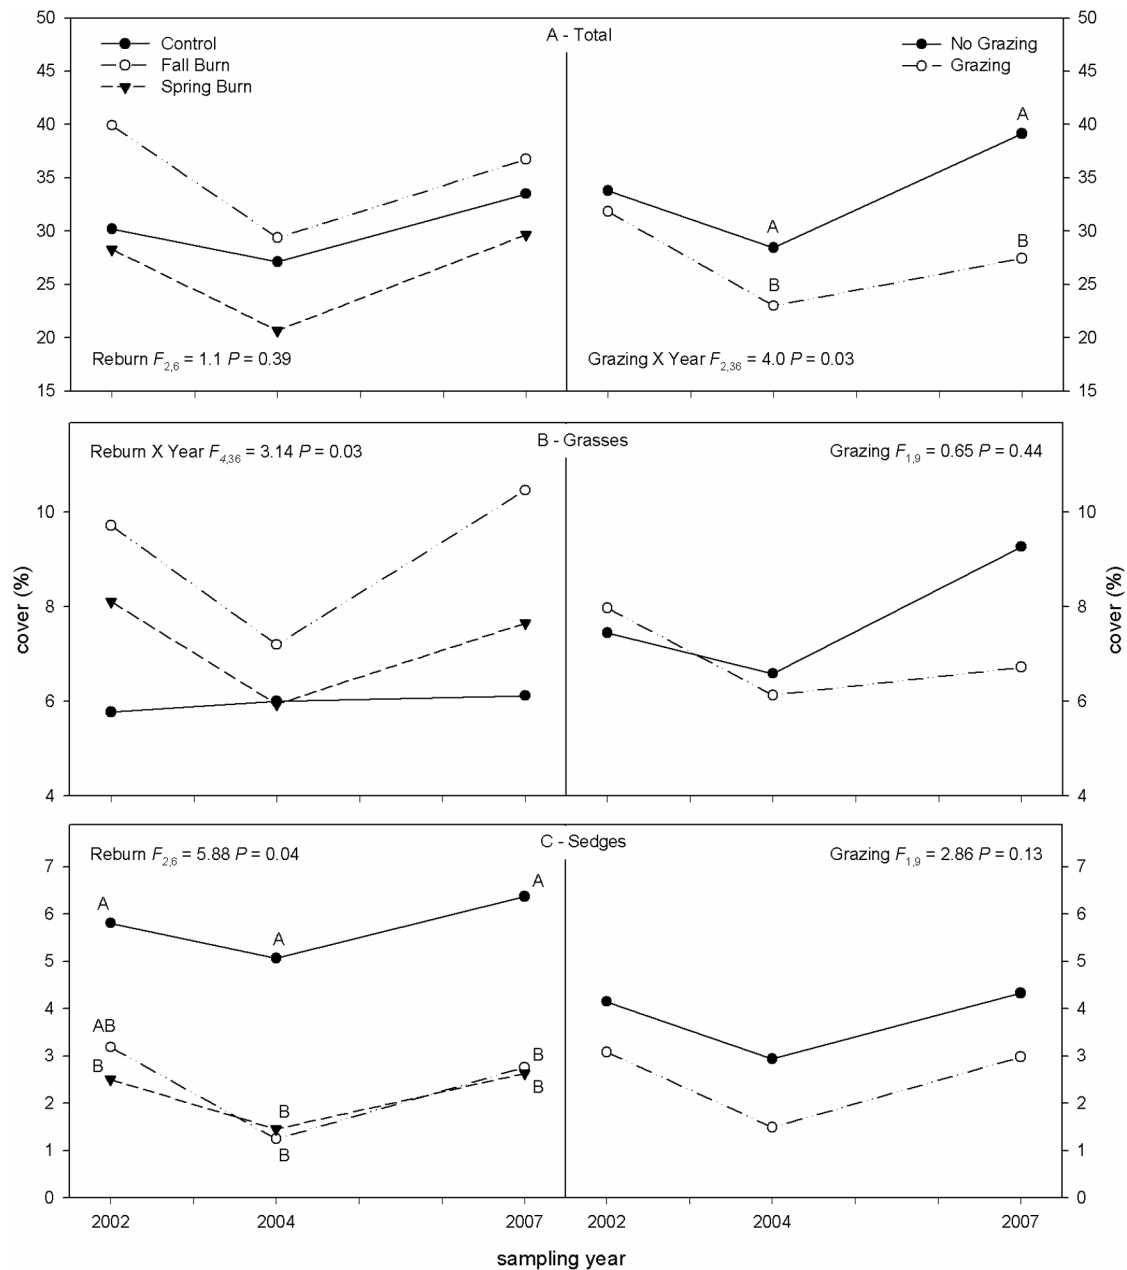 A - Total
Control
Fall Burn
Spring Burn
No Grazing
Grazing
50
45
40
35
30
25
20
15
50
45
40
35
30
25
20
15
A
A
B
B
Reburn F2,6 = 1.1 P = 0.39
Grazing X Year F2,36 = 4.0 P = 0.03
B - Grasses
Reburn X Year F4,36 = 3.14 P = 0.03
Grazing F1,9 = 0.65 P = 0.44
10
8
6
4
10
8
6
4
cover (%)
cover (%)
C - Sedges
Reburn F2,6 = 5.88 P = 0.04
Grazing F1,9 = 2.86 P = 0.13
7
6
5
4
3
2
1
0
7
6
5
4
3
2
1
0
A
A
A
AB
B
B
B
B
B
2002
2004
2007
2002
2004
2007
sampling year